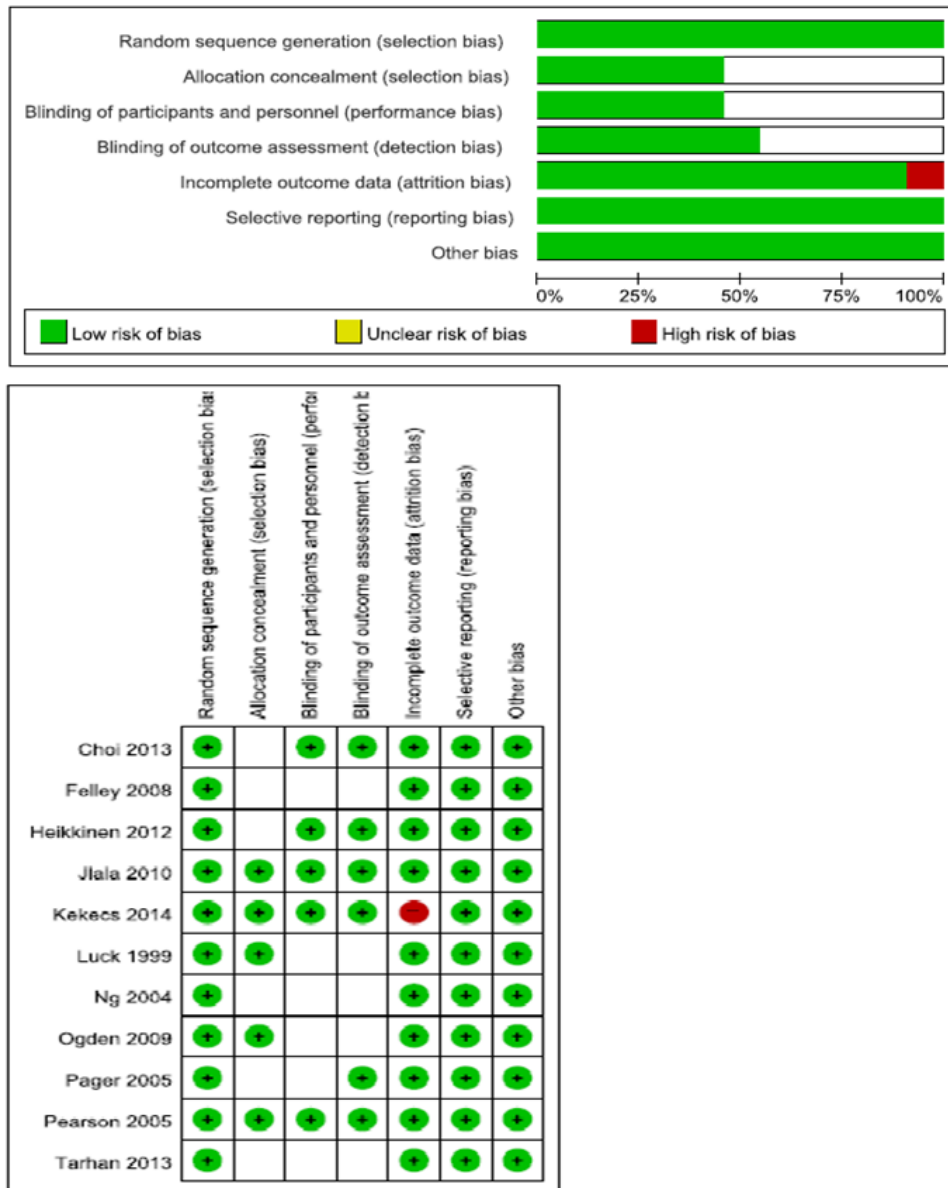 Random sequence generation (selection bias)
Allocation concealment (selection bias)
Blinding of participants and personnel (performance bias)
Blinding of outcome assessment (detection bias)
Incomplete outcome data (attrition bias)
Selective reporting (reporting bias)
Other bias
0% 25% 50% 75% 100%
Low risk of bias Unclear risk of bias High risk of bias
Random sequence generation (selection bias
Allocation concealment (selection bias)
Blinding of participants and personnel (perfor
Blinding of outcome assessment (detection b
Incomplete outcome data (attrition bias)
Selective reporting (reporting bias)
Other bias
Choi 2013 + + + + + +
Felley 2008 + + + +
Heikkinen 2012 + + + + + +
Jlala 2010 + + + + + + +
Kekecs 2014 + + + + − + +
Luck 1999 + + + + +
Ng 2004 + + + +
Ogden 2009 + + + + +
Pager 2005 + + + + +
Pearson 2005 + + + + + + +
Tarhan 2013 + + + +